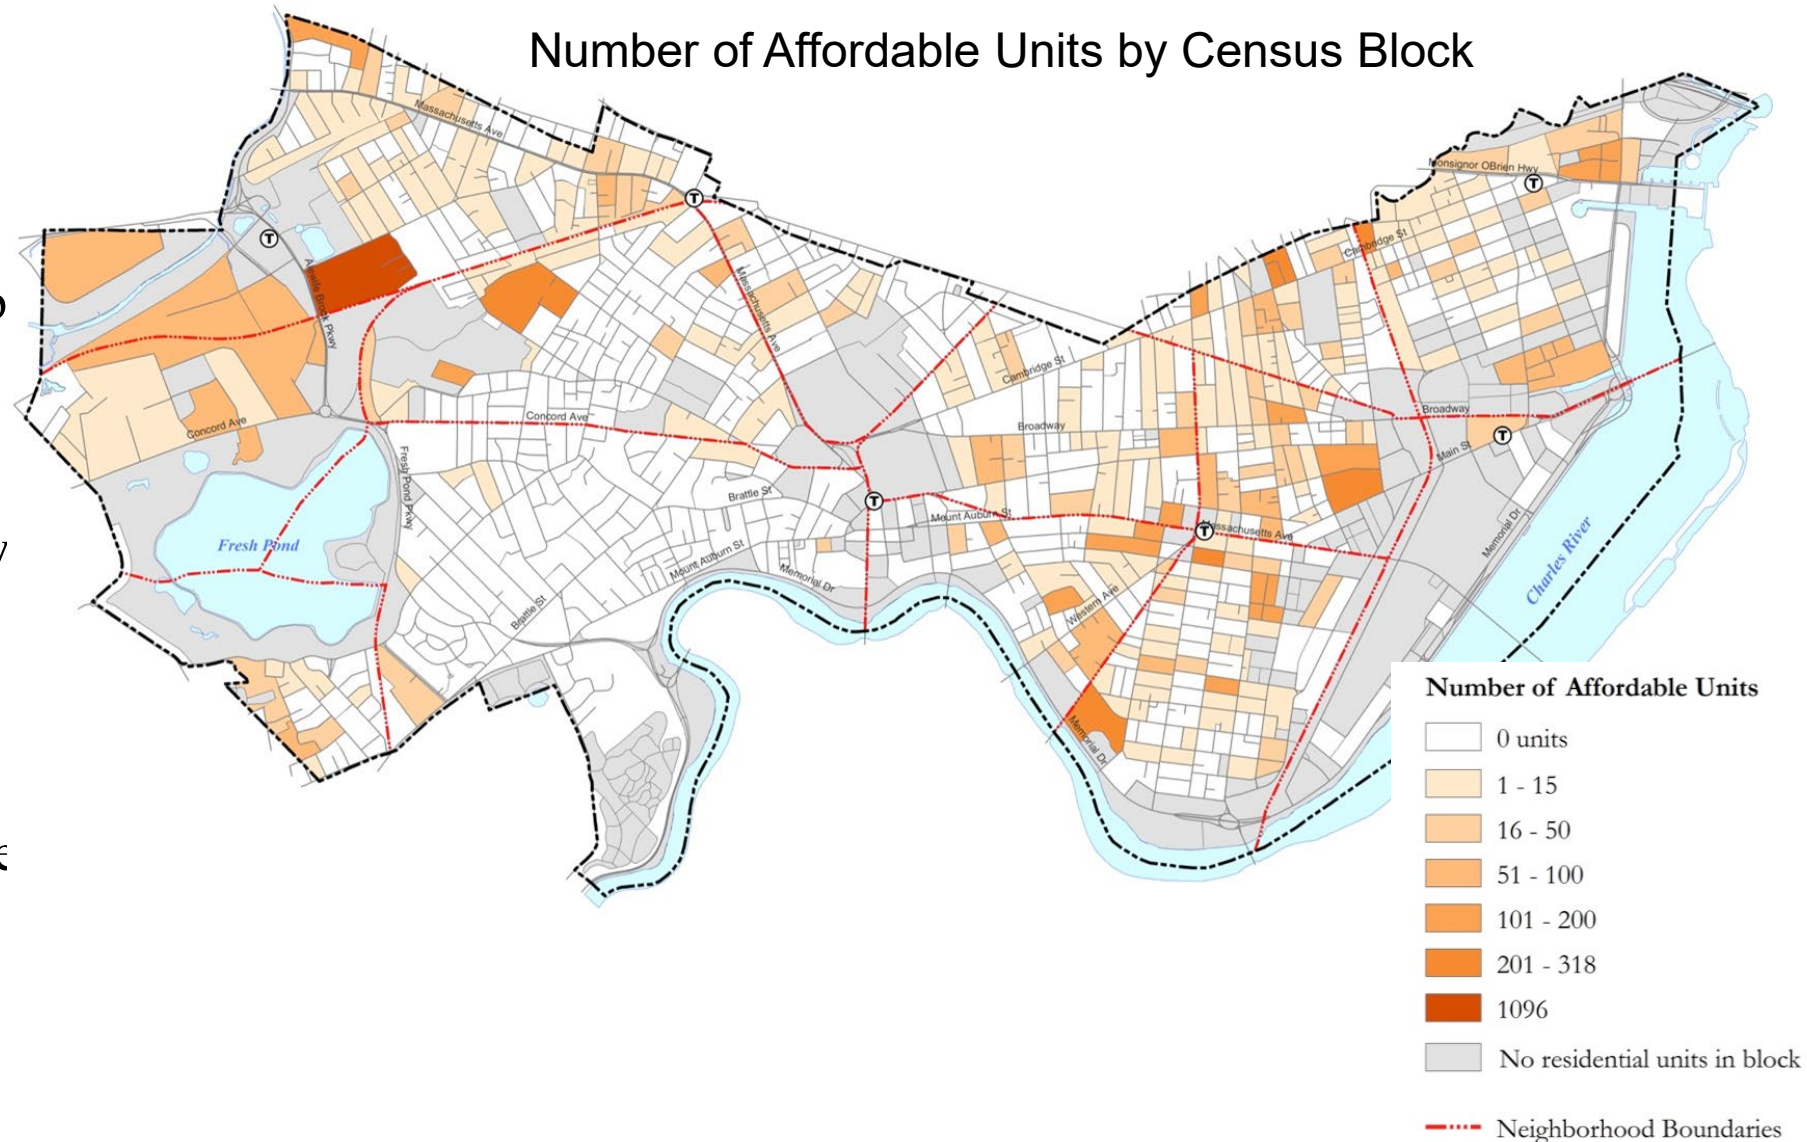 Number of Affordable Units by Census Block
Massachusetts Ave
Monsignor OBrien Hwy
T
T
T
Cambridge St
Alewife Brook Pkwy
Massachusetts Ave
Cambridge St
Concord Ave
Concord Ave
Broadway
Broadway
Main St
T
Fresh Pond Pkwy
Brattle St
T
Mount Auburn St
Massachusetts Ave
T
Memorial Dr
Fresh Pond
Mount Auburn St
Memorial Dr
Charles River
Brattle St
Western Ave
Memorial Dr
Number of Affordable Units
0 units
1 - 15
16 - 50
51 - 100
101 - 200
201 - 318
1096
No residential units in block
Neighborhood Boundaries